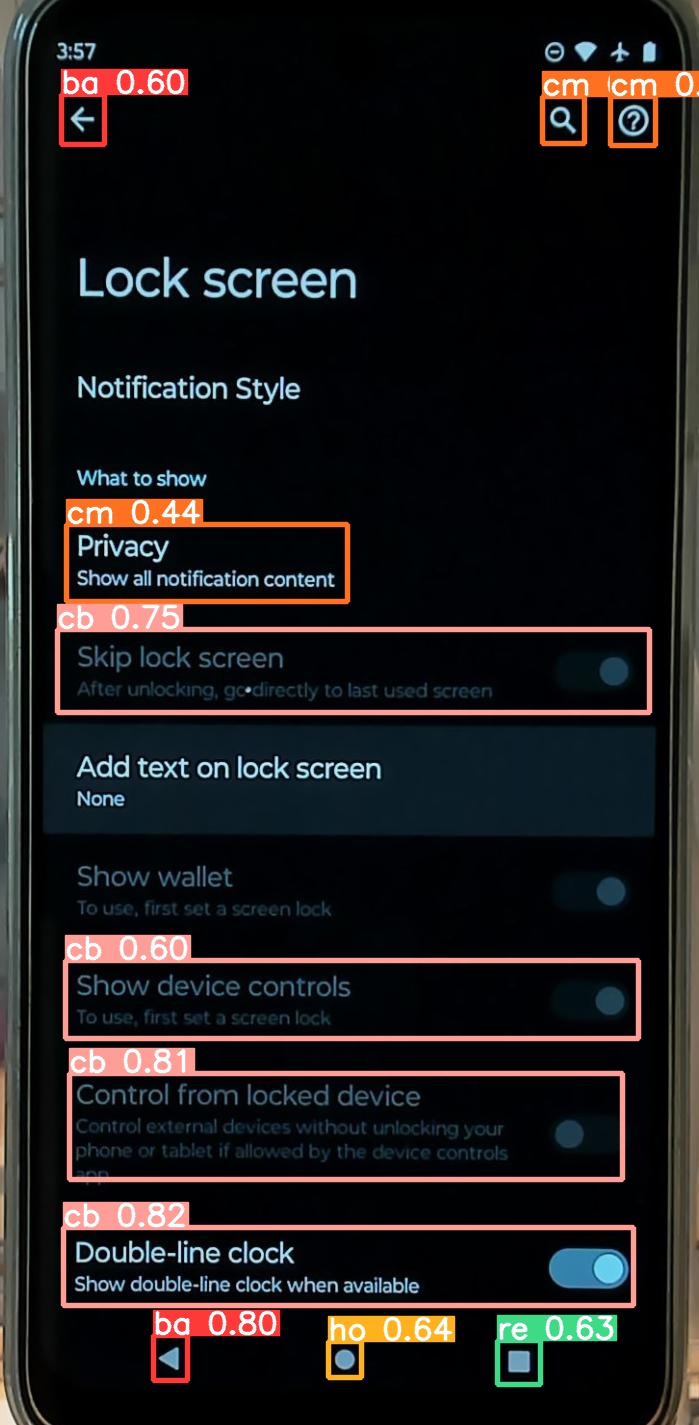 3:57
ba 0.60
cm
cm 0.
Lock screen
Notification Style
What to show
cm 0.44
Privacy
Show all notification content
cb 0.75
Skip lock screen
After unlocking, go directly to last used screen
Add text on lock screen
None
Show wallet
To use, first set a screen lock
cb 0.60
Show device controls
To use, first set a screen lock
cb 0.81
Control from locked device
Control external devices without unlocking your
phone or tablet if allowed by the device controls
app
cb 0.82
Double-line clock
Show double-line clock when available
ba 0.80
ho 0.64
re 0.63